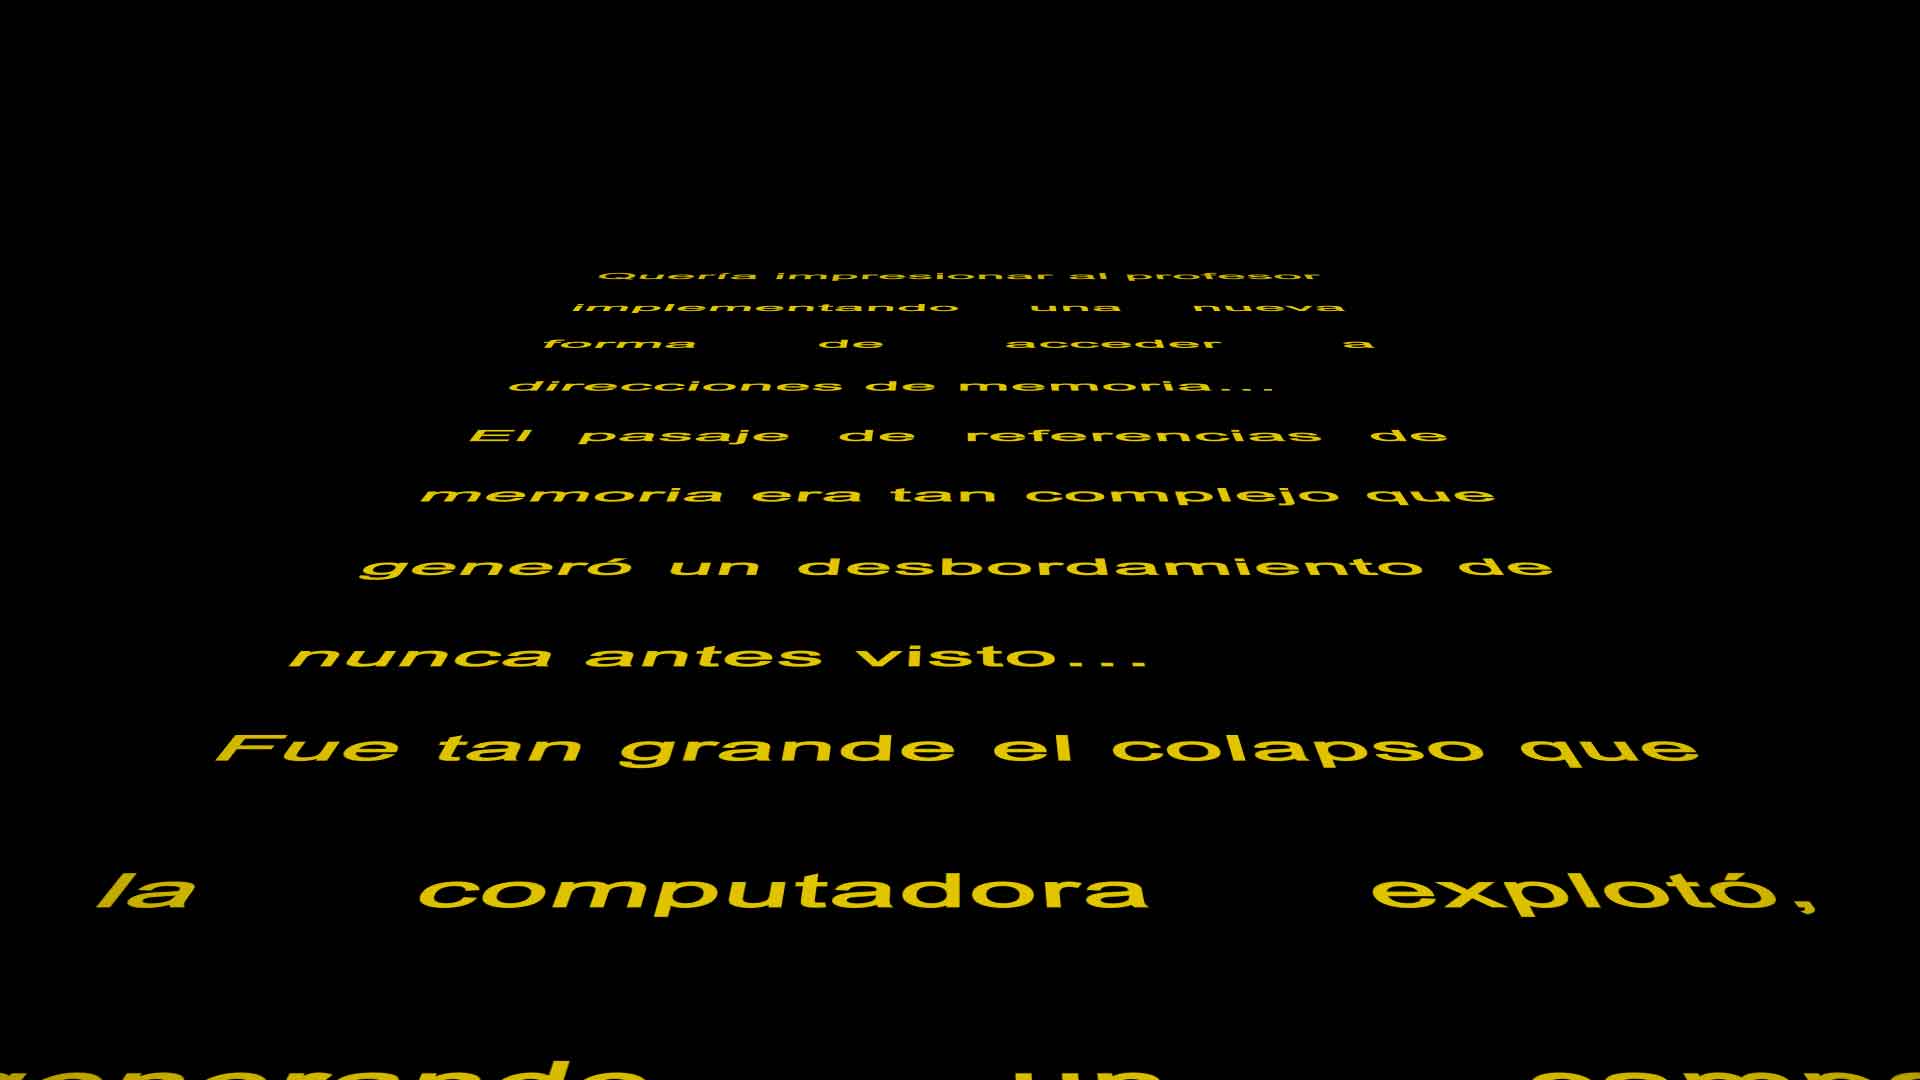 Quería impresionar al profesor
implementando una nueva
forma de acceder a
direcciones de memoria...
El pasaje de referencias de
memoria era tan complejo que
generó un desbordamiento de
nunca antes visto...
Fue tan grande el colapso que
la computadora explotó,
generando un